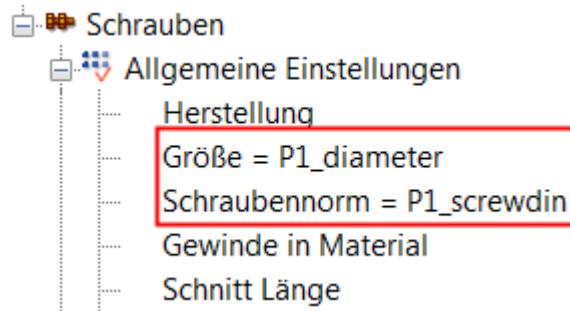 Schrauben
Allgemeine Einstellungen
Herstellung
Größe = P1_diameter
Schraubennorm = P1_screwdin
Gewinde in Material
Schnitt Länge